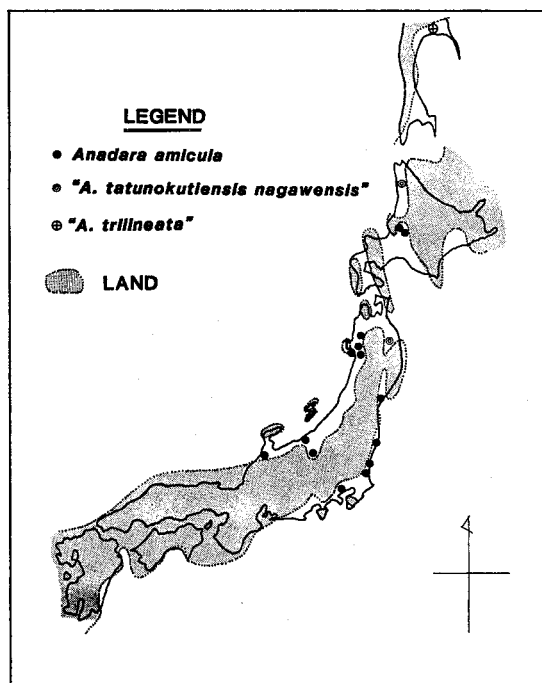 LEGEND
Anadara amicula
"A. tatunokutiensis nagawensis"
"A. trilineata"
LAND